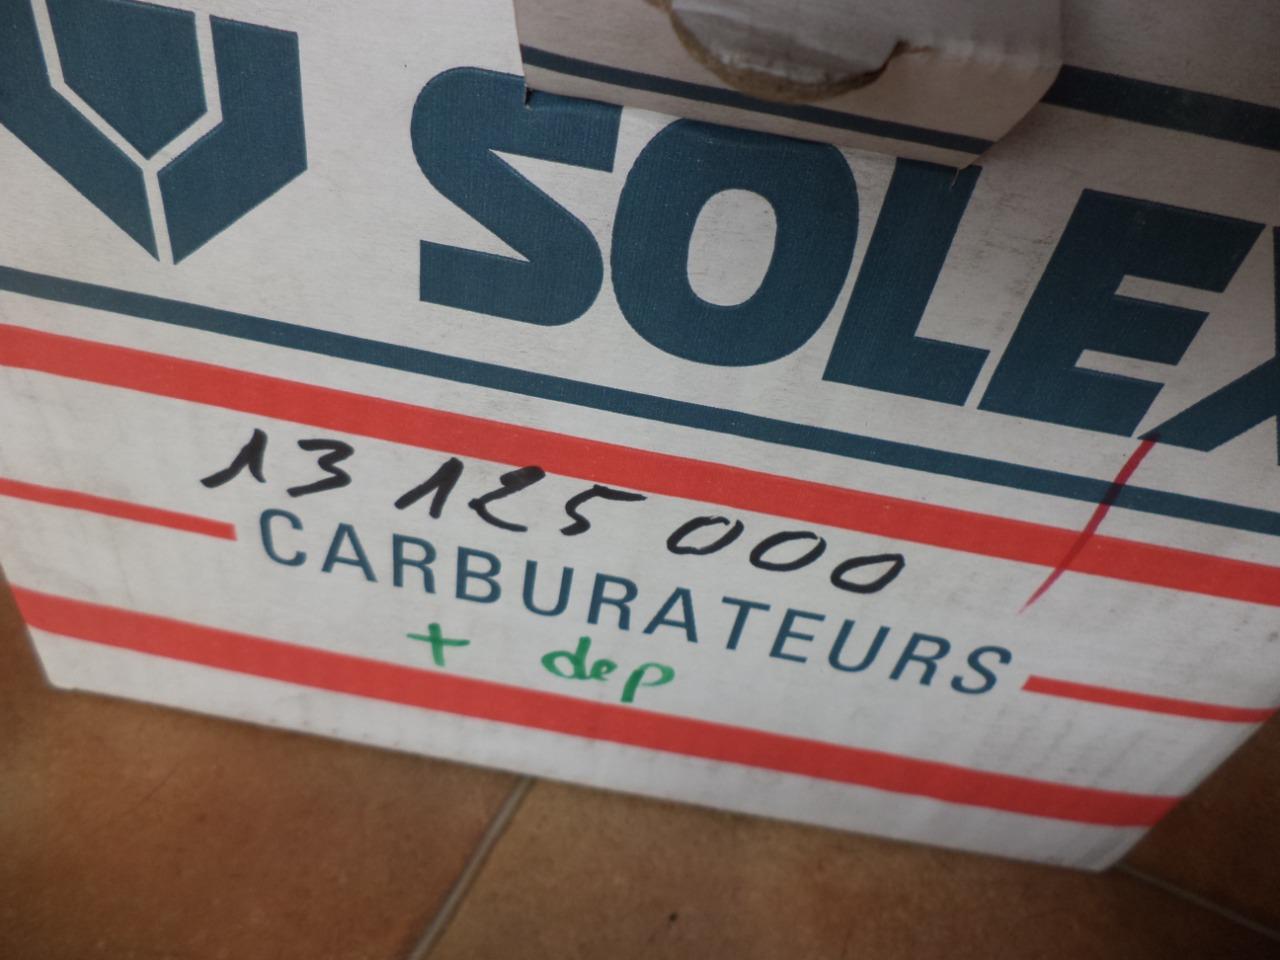 SOLEX
13 125 000
CARBURATEURS
+ dep